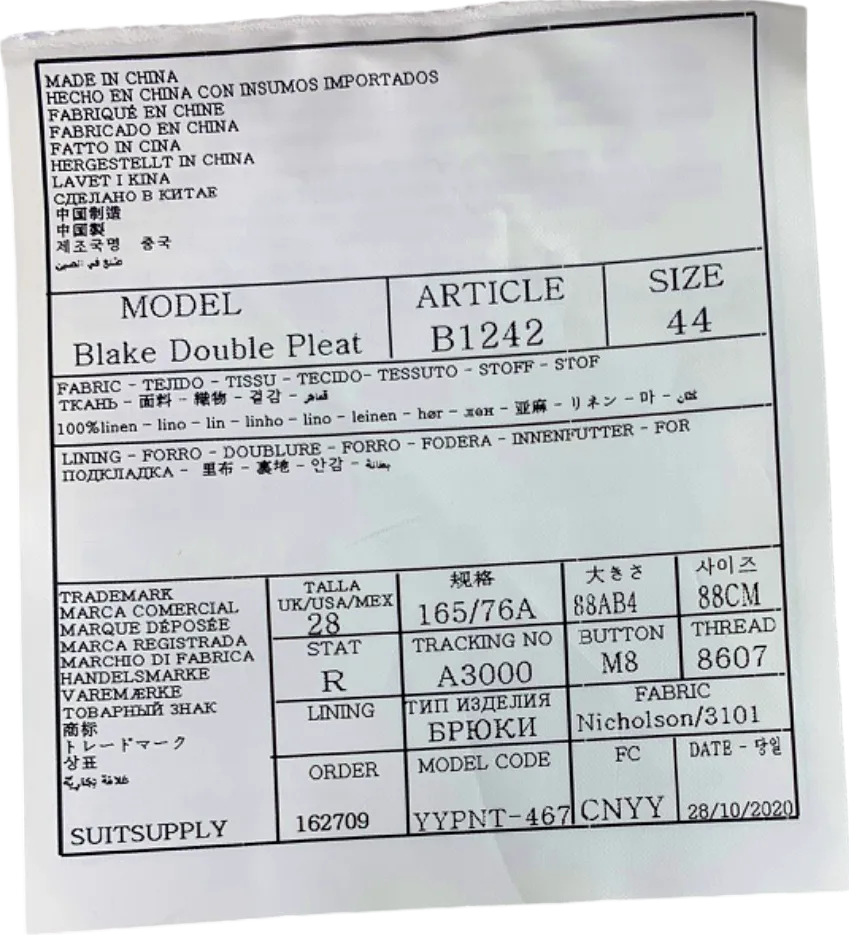 MADE IN CHINA
HECHO EN CHINA CON INSUMOS IMPORTADOS
FABRIQUÉ EN CHINE
FABRICADO EN CHINA
FATTO IN CINA
HERGESTELLT IN CHINA
LAVET I KINA
СДЕЛАНО В КИТАЕ
中国制造
中国製
제조국명 중국
صنع في الصين
MODEL
Blake Double Pleat
ARTICLE
B1242
SIZE
44
FABRIC - TEJIDO - TISSU - TECIDO- TESSUTO - STOFF - STOF
ТКАНЬ - 面料 - 織物 - 겉감 - قماش
100%linen - lino - lin - linho - lino - leinen - hør - лён - 亚麻 - リネン - 마 - كتان
LINING - FORRO - DOUBLURE - FORRO - FODERA - INNENFUTTER - FOR
ПОДКЛАДКА - 里布 - 裏地 - 안감 - بطانة
TRADEMARK
MARCA COMERCIAL
MARQUE DÉPOSÉE
MARCA REGISTRADA
MARCHIO DI FABRICA
HANDELSMARKE
VAREMÆRKE
ТОВАРНЫЙ ЗНАК
商标
トレードマーク
상표
علامة تجارية
SUITSUPPLY
TALLA
UK/USA/MEX
28
规格
165/76A
大きさ
88AB4
사이즈
88CM
STAT
R
TRACKING NO
A3000
BUTTON
M8
THREAD
8607
LINING
ТИП ИЗДЕЛИЯ
БРЮКИ
FABRIC
Nicholson/3101
ORDER
162709
MODEL CODE
YYPNT-467
FC
CNYY
DATE - 당일
28/10/2020